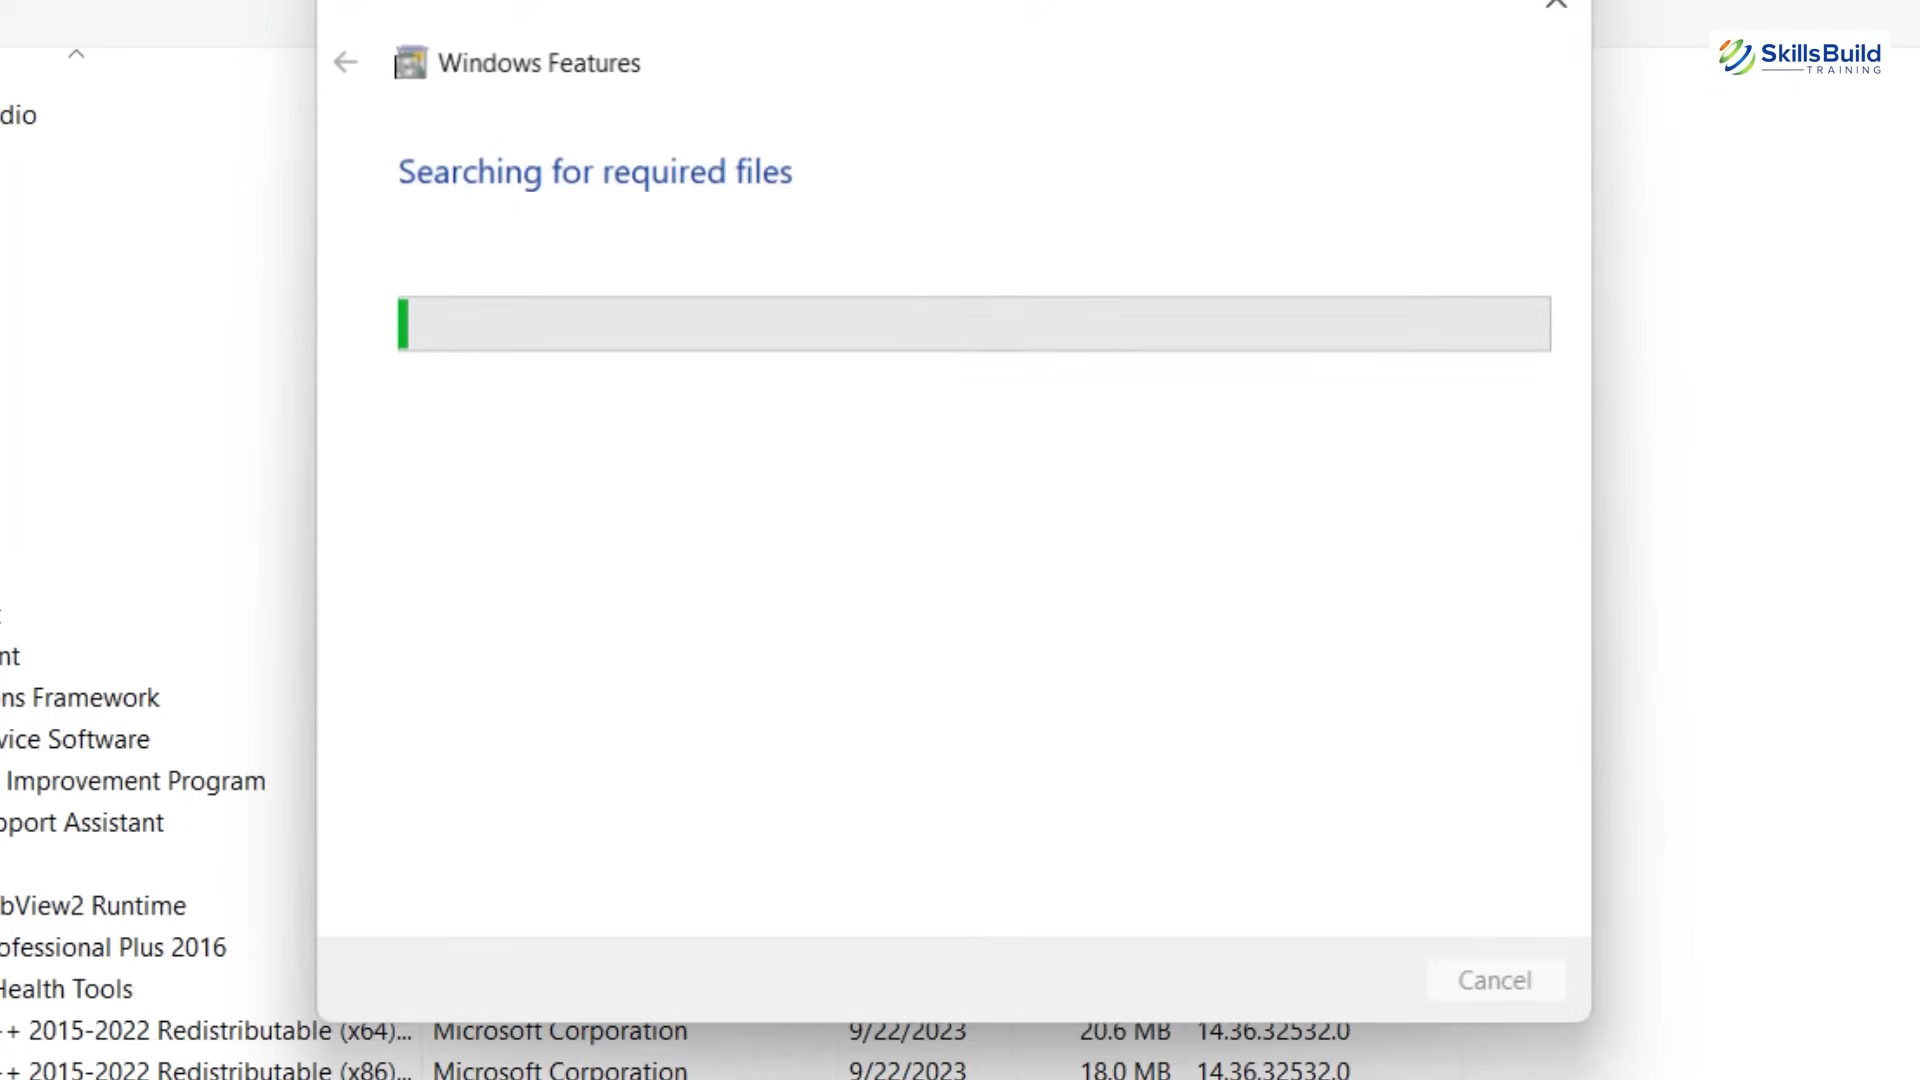 Windows Features
SkillsBuild
TRAINING
dio
Searching for required files
nt
ns Framework
vice Software
Improvement Program
pport Assistant
bView2 Runtime
ofessional Plus 2016
Health Tools
Cancel
++ 2015-2022 Redistributable (x64)... Microsoft Corporation 9/22/2023 20.6 MB 14.36.32532.0
++ 2015-2022 Redistributable (x86)... Microsoft Corporation 9/22/2023 18.0 MB 14.36.32532.0